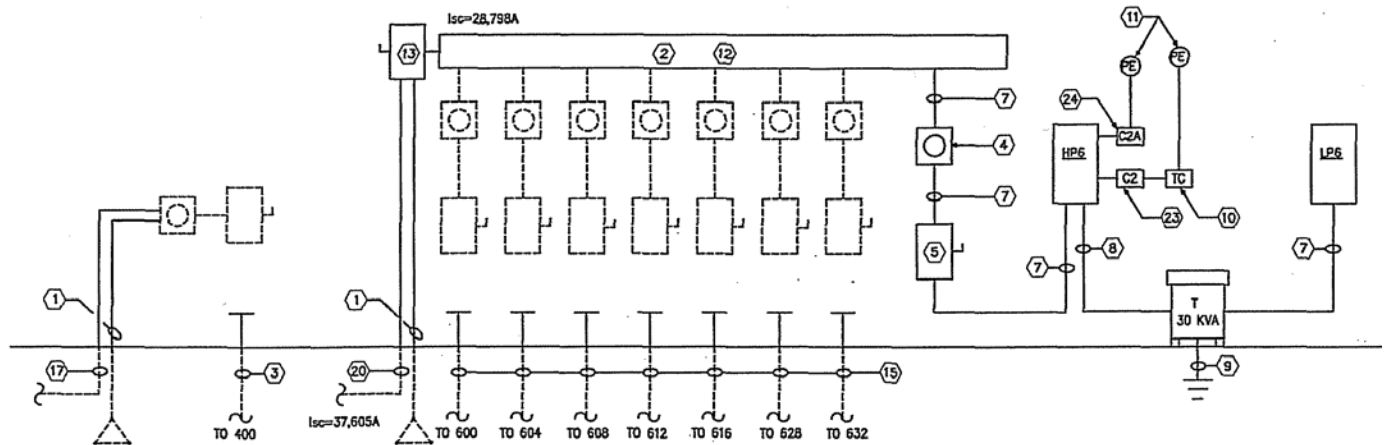 Isc=28,798A
11
13
2
12
PE
PE
7
24
C2A
4
HP6
LP6
C2
TC
7
23
10
5
8
7
7
1
1
T
30 KVA
17
3
20
15
9
Isc=37,605A
TO 400
TO 600
TO 604
TO 608
TO 612
TO 616
TO 628
TO 632